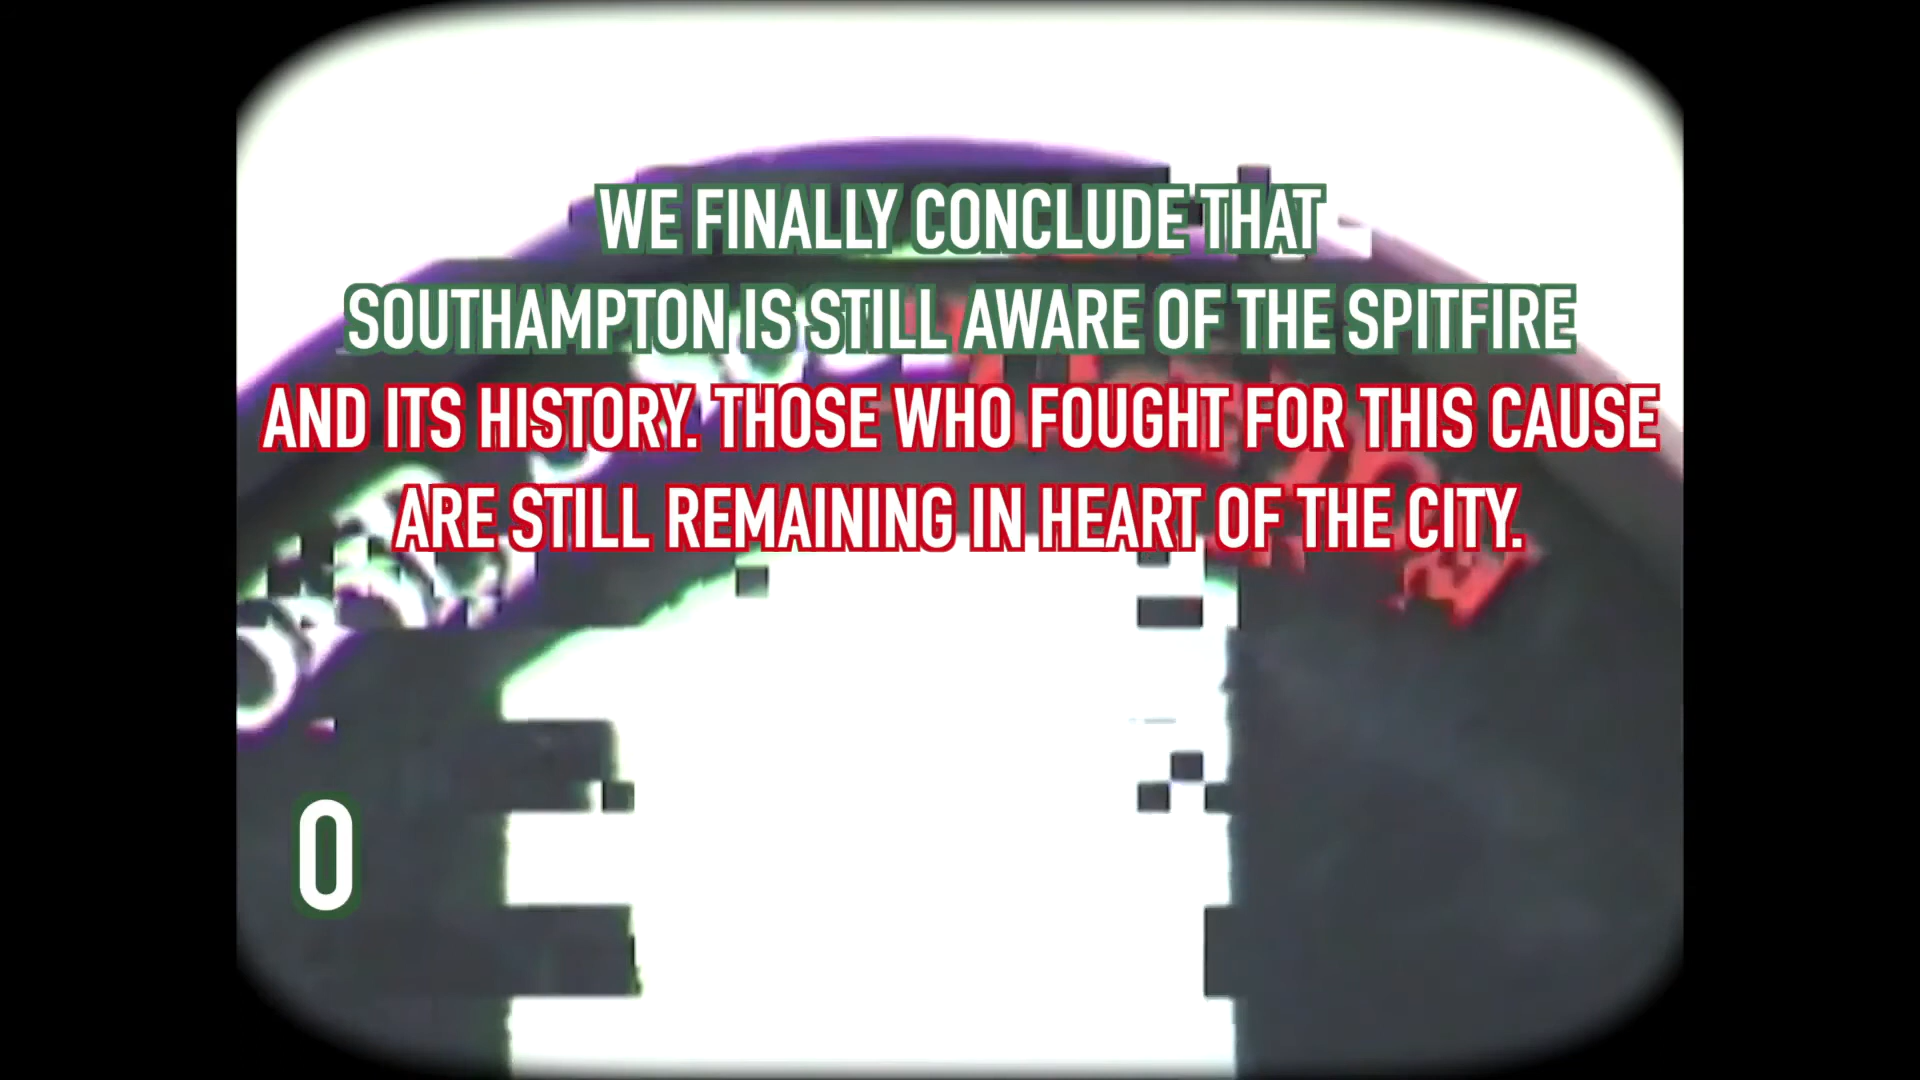 WE FINALLY CONCLUDE THAT
SOUTHAMPTON IS STILL AWARE OF THE SPITFIRE
AND ITS HISTORY. THOSE WHO FOUGHT FOR THIS CAUSE
ARE STILL REMAINING IN HEART OF THE CITY.
0